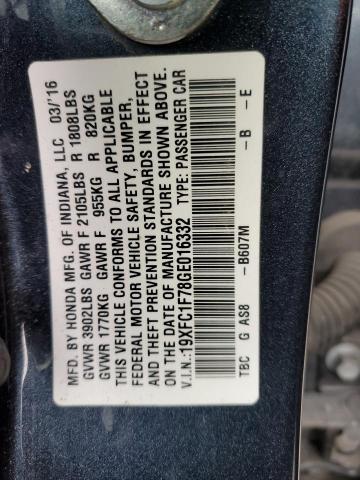 MFD. BY HONDA MFG. OF INDIANA, LLC 03/'16
GVWR 3902LBS GAWR F 2105LBS R 1808LBS
GVWR 1770KG GAWR F 955KG R 820KG
THIS VEHICLE CONFORMS TO ALL APPLICABLE
FEDERAL MOTOR VEHICLE SAFETY, BUMPER,
AND THEFT PREVENTION STANDARDS IN EFFECT
ON THE DATE OF MANUFACTURE SHOWN ABOVE.
V.I.N.:19XFC1F78GE016332 TYPE: PASSENGER CAR
TBC G AS8 -B607M -B -E